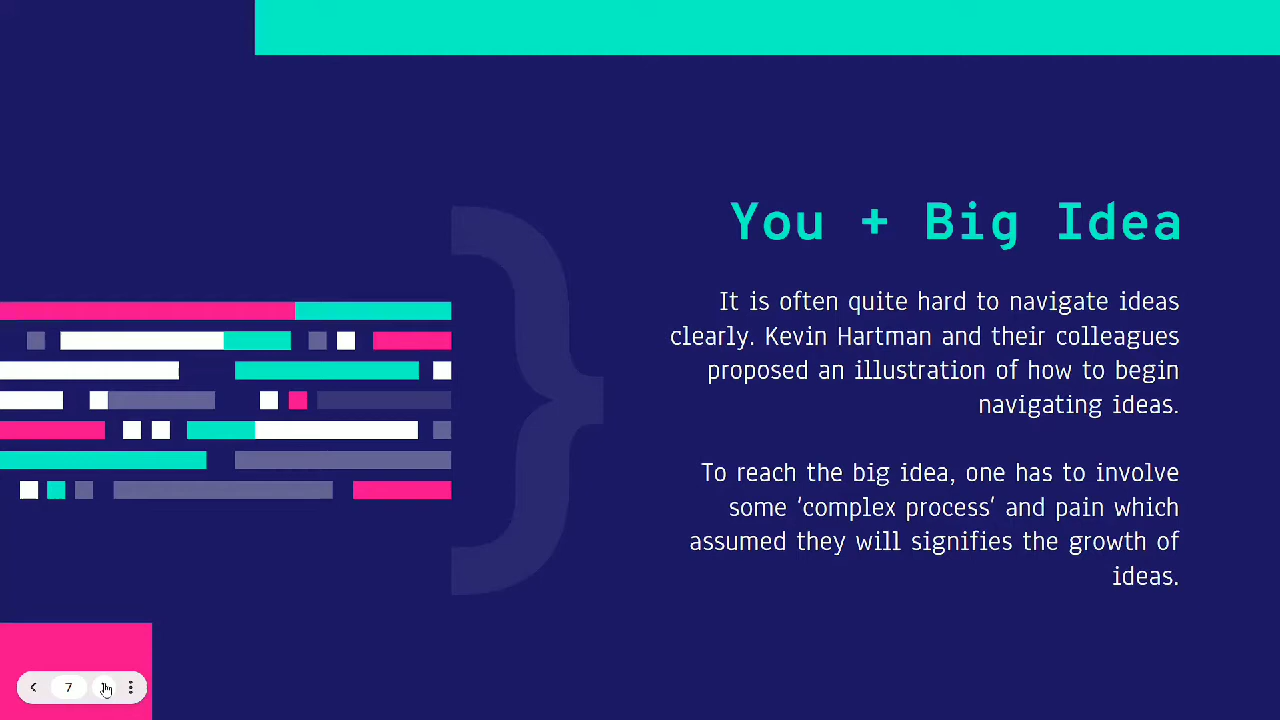 You + Big Idea
It is often quite hard to navigate ideas
clearly. Kevin Hartman and their colleagues
proposed an illustration of how to begin
navigating ideas.
To reach the big idea, one has to involve
some ‘complex process’ and pain which
assumed they will signifies the growth of
ideas.
7